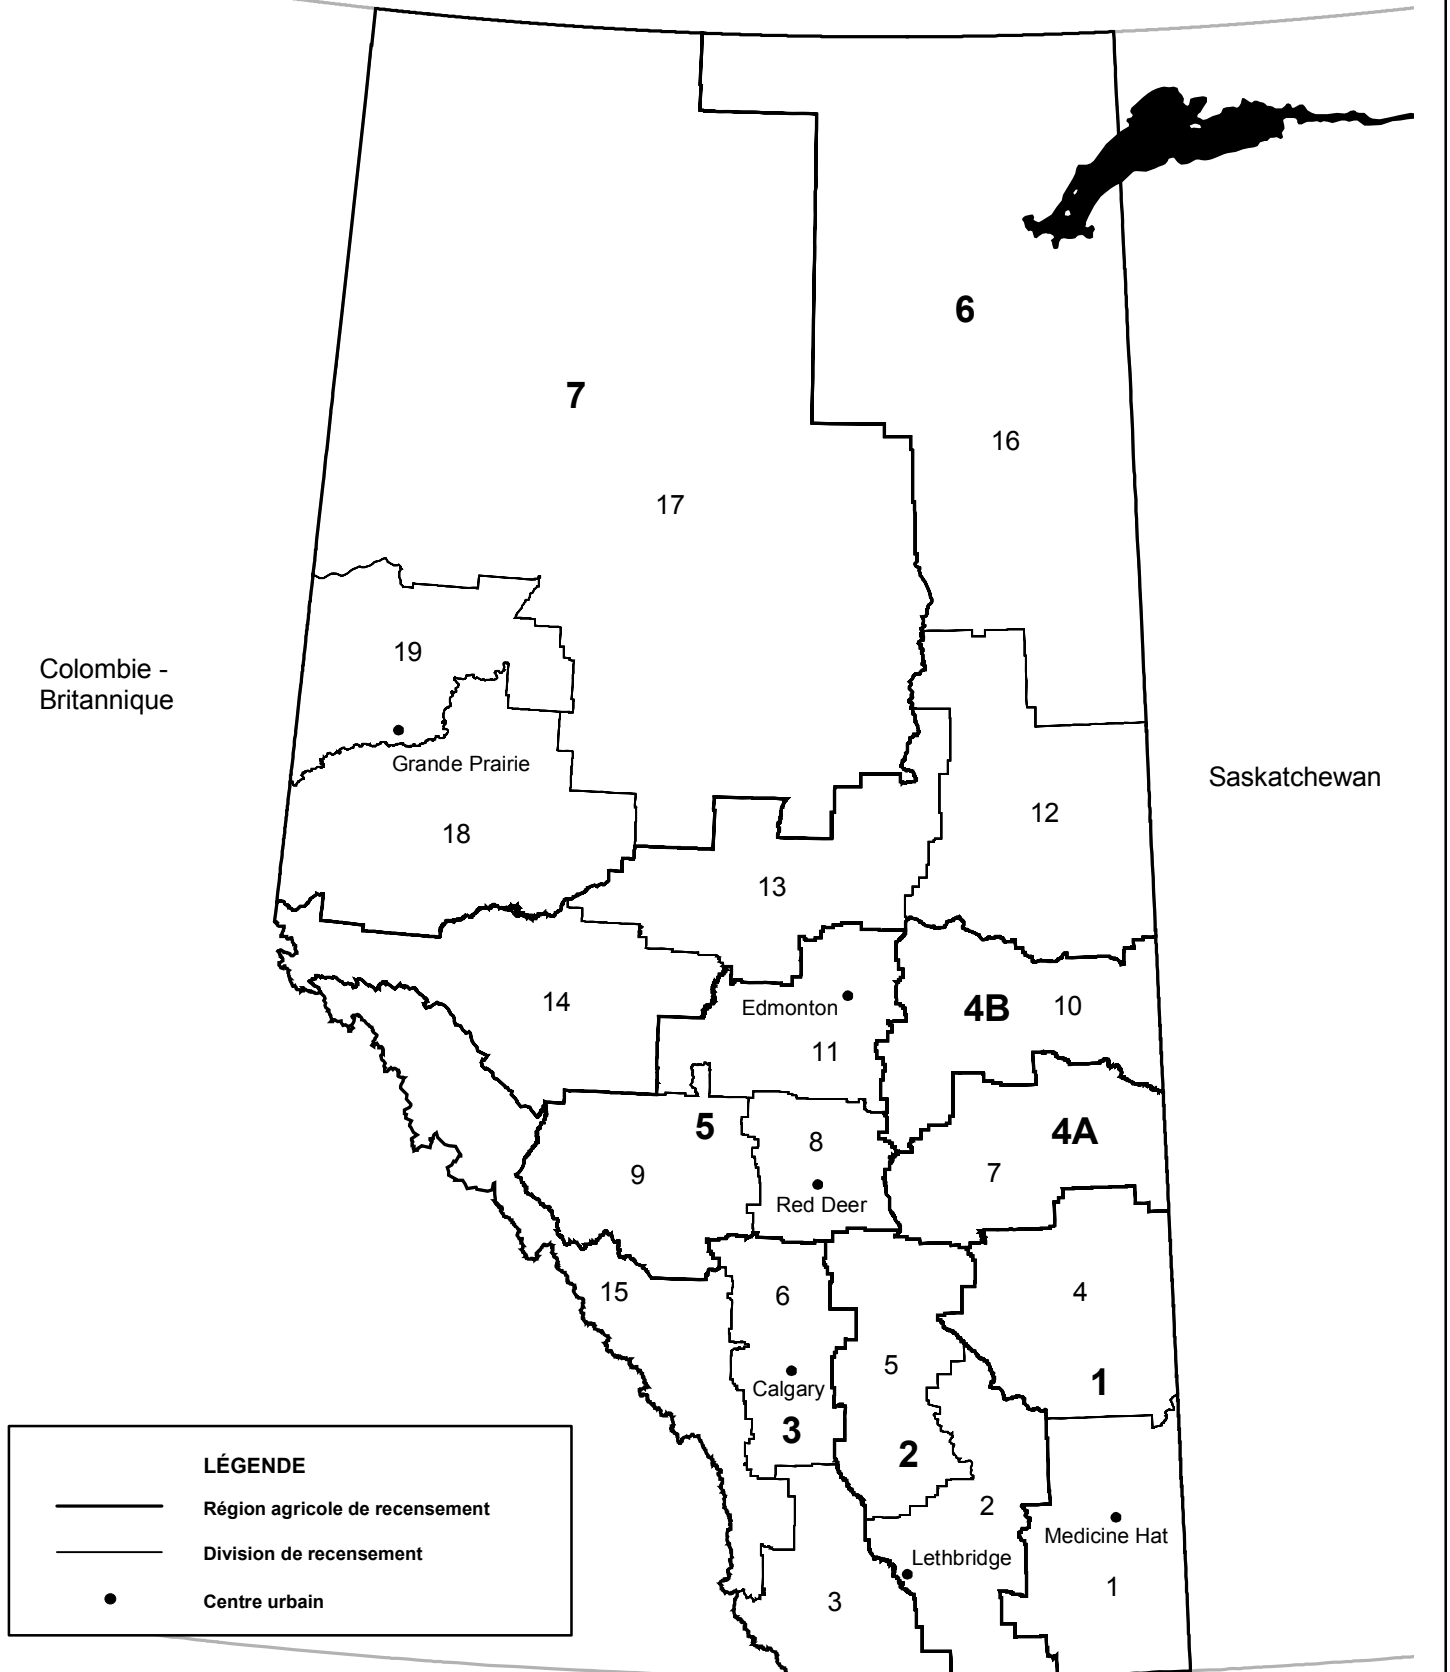 6
7
16
17
19
Colombie -
Britannique
Grande Prairie
Saskatchewan
12
18
13
14
Edmonton
4B
10
11
5
8
4A
9
7
Red Deer
15
6
4
5
1
Calgary
3
2
LÉGENDE
Région agricole de recensement
Division de recensement
Centre urbain
2
Medicine Hat
Lethbridge
1
3